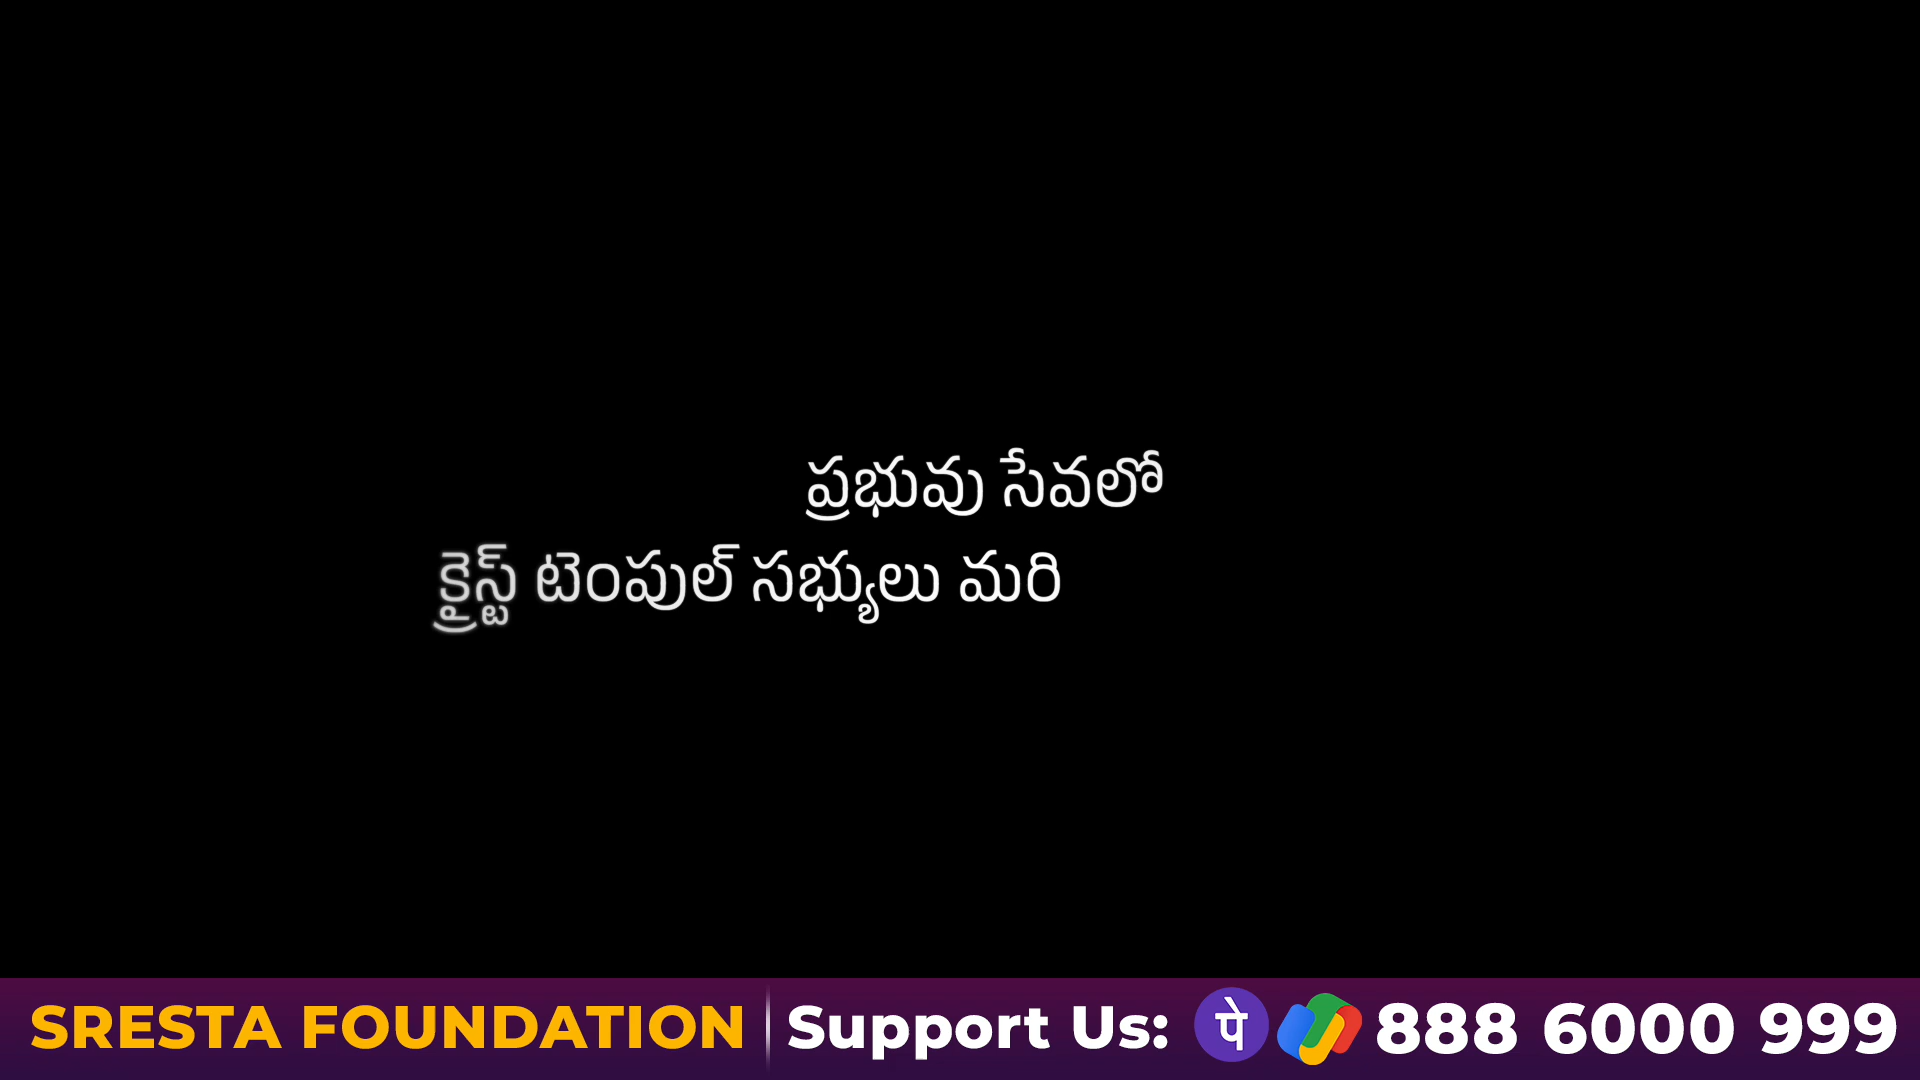 ప్రభువు సేవలో
క్రైస్ట్ టెంపుల్ సభ్యులు మరి
SRESTA FOUNDATION
Support Us: पे 888 6000 999